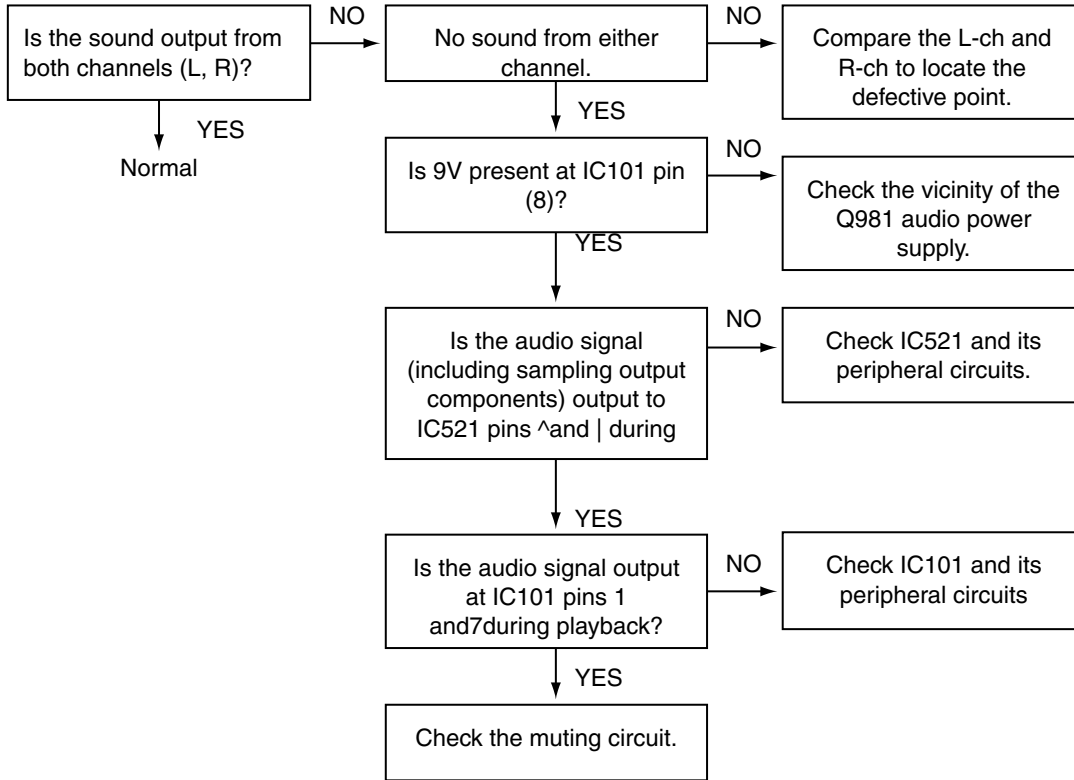 Is the sound output from
both channels (L, R)?
NO
No sound from either
channel.
NO
Compare the L-ch and
R-ch to locate the
defective point.
YES
Normal
YES
Is 9V present at IC101 pin
(8)?
NO
Check the vicinity of the
Q981 audio power
supply.
YES
Is the audio signal
(including sampling output
components) output to
IC521 pins ^and | during
NO
Check IC521 and its
peripheral circuits.
YES
Is the audio signal output
at IC101 pins 1
and7during playback?
NO
Check IC101 and its
peripheral circuits
YES
Check the muting circuit.